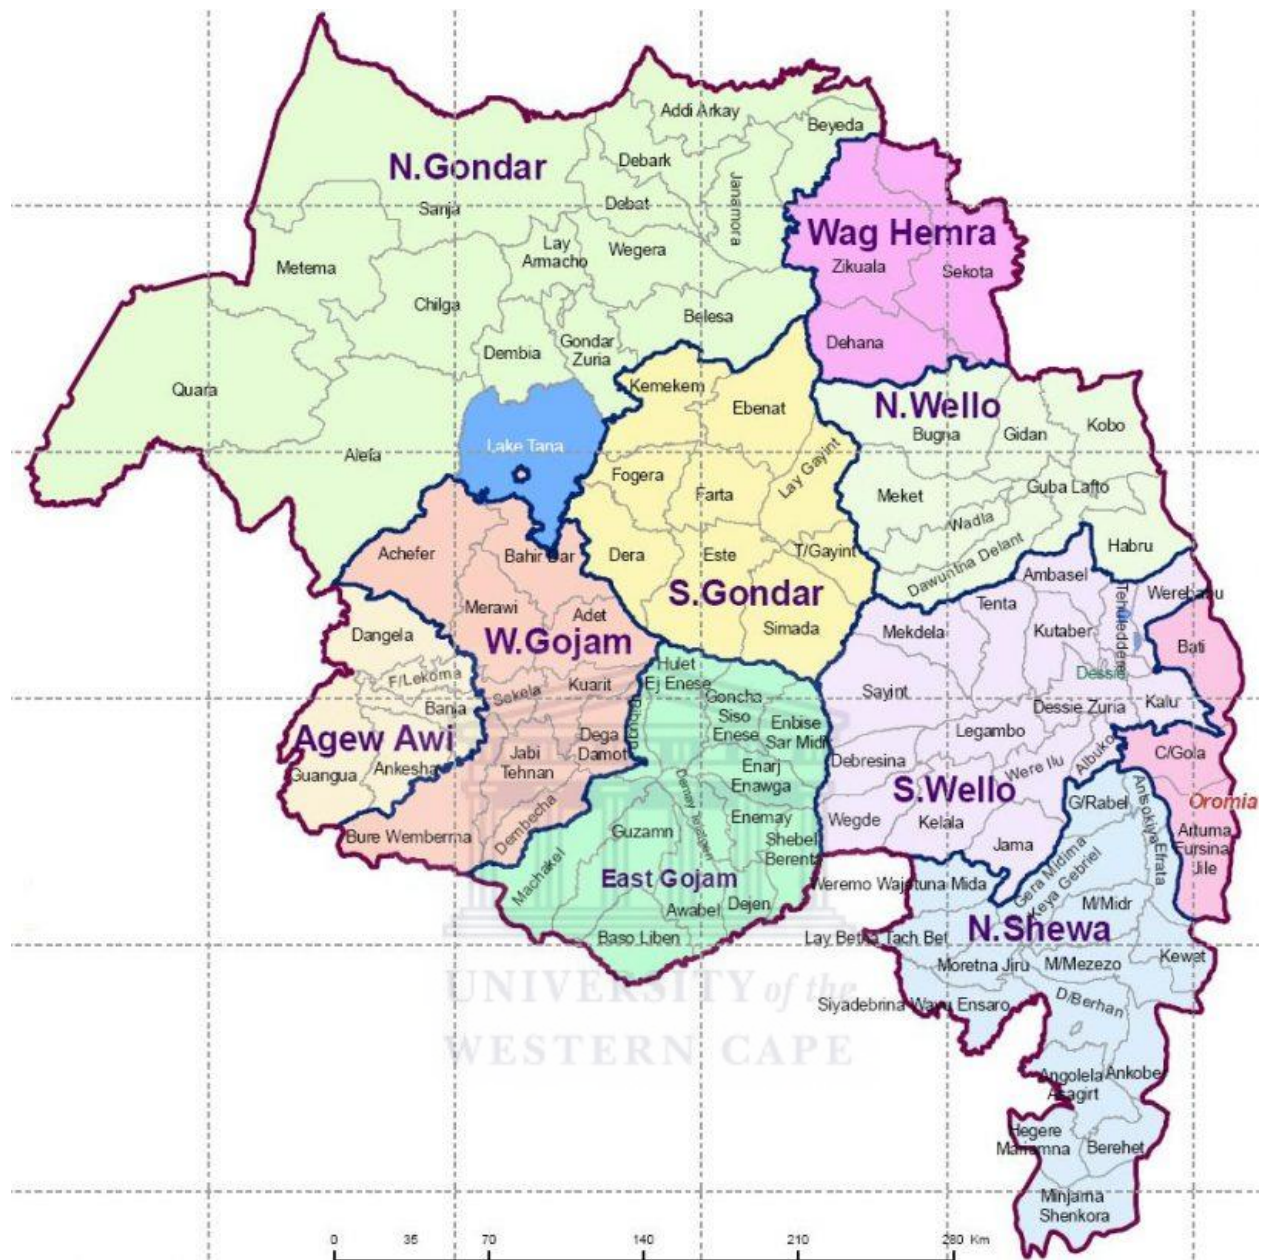 Addi Arkay
Beyeda
N.Gondar
Debark
Janamora
Debat
Sanja
Wag Hemra
Lay
Armacho
Wegera
Zikuala
Sekota
Metema
Chilga
Belesa
Dembia
Gondar
Zuria
Dehana
Quara
Kemekem
Ebenat
N.Wello
Bugna
Gidan
Kobo
Lake Tana
Alefa
Fogera
Farta
Lay Gayint
Meket
Guba Lafto
Wadla
Achefer
Bahir Dar
Dera
Este
T/Gayint
Dawuntna Delant
Habru
Ambasel
S.Gondar
Werebabu
Merawi
Adet
Tenta
Simada
Mekdela
Kutaber
Dangela
W.Gojam
Bati
Hulet
Ej Enese
Dessie
F/Lekoma
Sekela
Kuarit
Goncha
Siso
Enese
Sayint
Bania
Dessie Zuria
Kalu
Enbise
Sar Midir
Legambo
Agew Awi
Jabi
Tehnan
Dega
Damot
Albuko
C/Gola
Guangua
Ankesha
Enarj
Enawga
Debresina
Were Ilu
S.Wello
G/Rabel
Oromia
Demay Tejelgen
Antsokiya
Efrata
Bure Wemberma
Dembecha
Guzamn
Enemay
Wegde
Kelala
Jama
Artuma
Fursina
Jile
Shebel
Berenta
Machakel
East Gojam
Weremo Wajetuna Mida
Gera Midima
Keya Gebriel
Awabel
Dejen
M/Midr
Baso Liben
N.Shewa
Moretna Jiru
M/Mezezo
Kewet
UNIVERSITY of the
WESTERN CAPE
Siyadebrina Wayu Ensaro
D/Berhan
Angolela
Asagirt
Ankober
Hegere
Mariamna
Berehet
Minjarna
Shenkora
0 35 70 140 210 280 Km